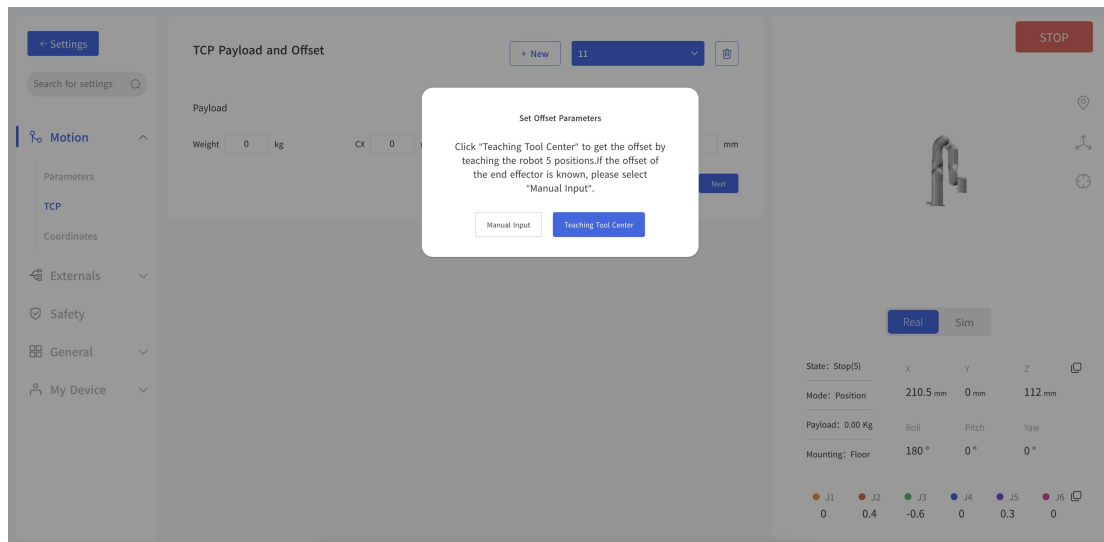 ← Settings
Search for settings
Motion
Parameters
TCP
Coordinates
Externals
Safety
General
My Device
TCP Payload and Offset
+ New
11
Payload
Weight 0 kg CX 0 mm
Next
Set Offset Parameters
Click "Teaching Tool Center" to get the offset by
teaching the robot 5 positions.If the offset of
the end effector is known, please select
"Manual Input".
Manual Input
Teaching Tool Center
STOP
Real Sim
State: Stop(5)
Mode: Position
Payload: 0.00 Kg
Mounting: Floor
X Y Z
210.5 mm 0 mm 112 mm
Roll Pitch Yaw
180 ° 0 ° 0 °
J1 J2 J3 J4 J5 J6
0 0.4 -0.6 0 0.3 0